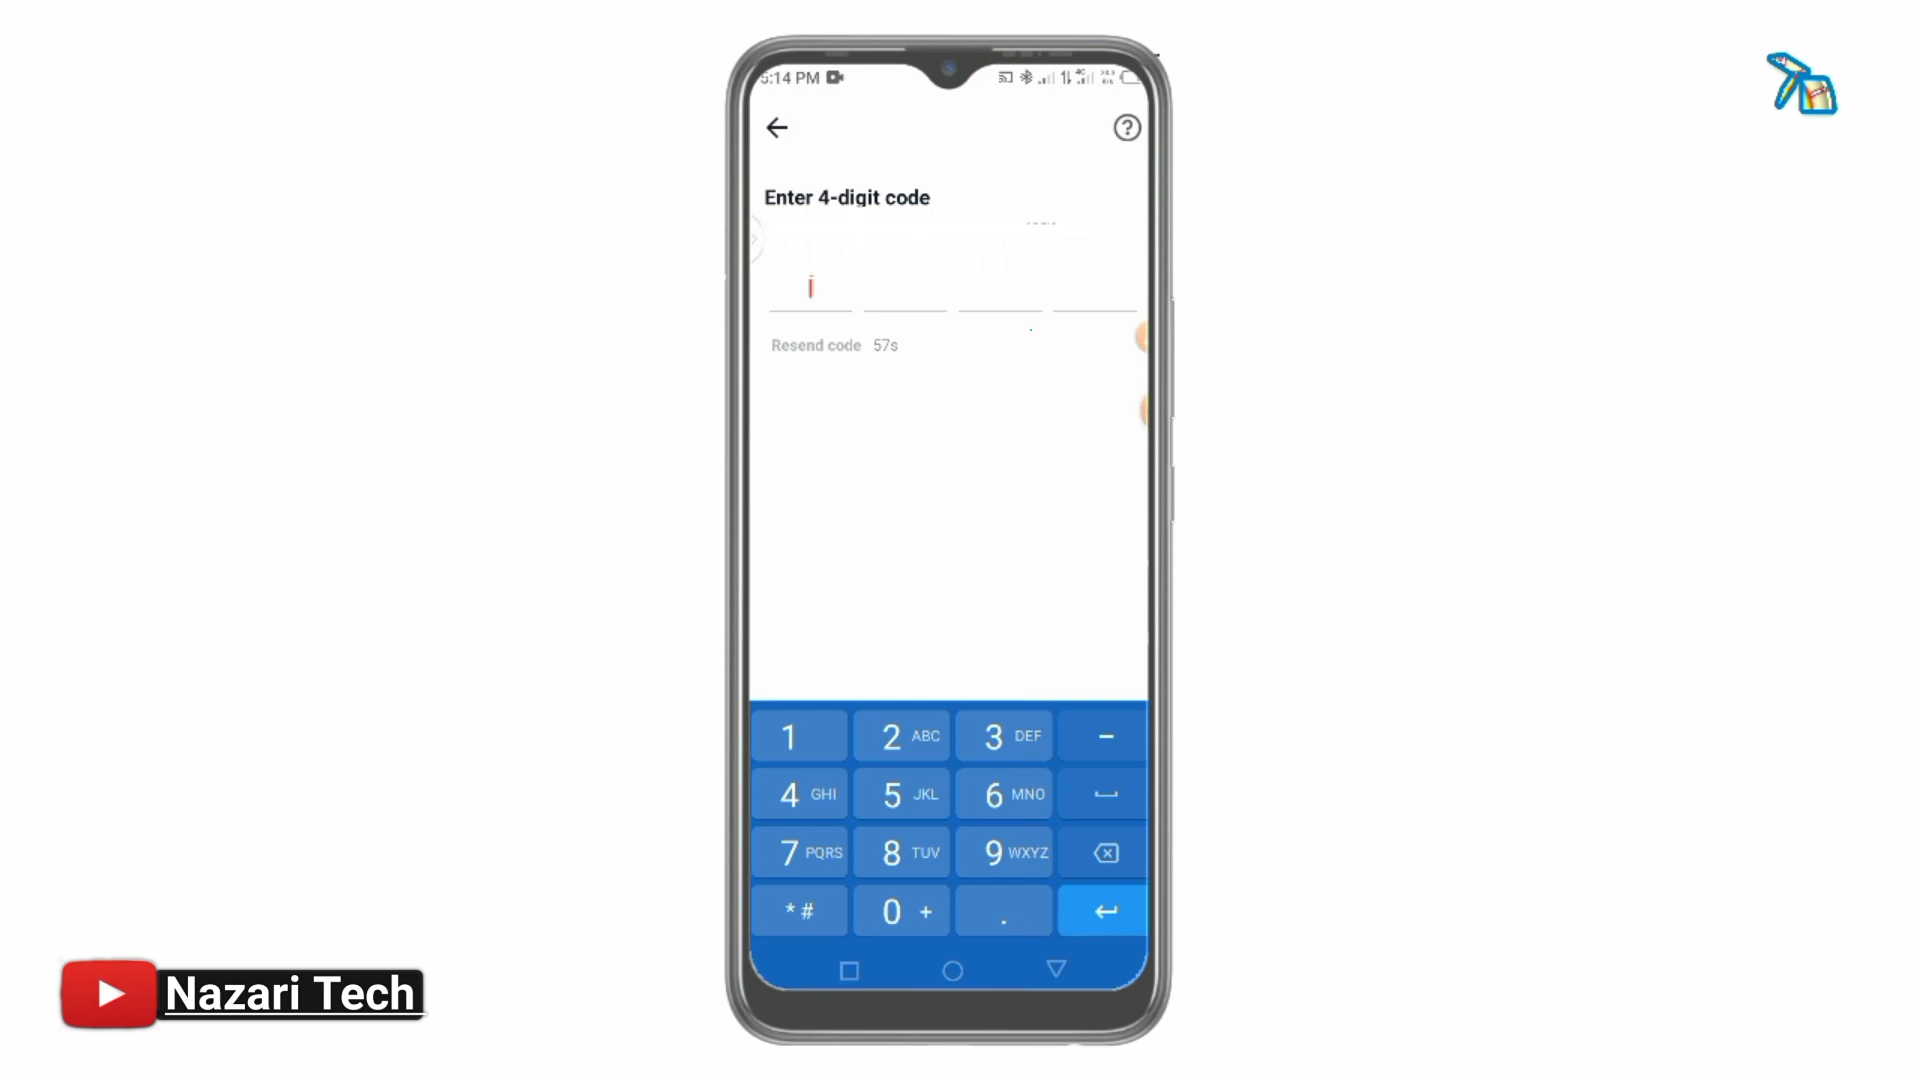 5:14 PM
Enter 4-digit code
Resend code 57s
1 2 ABC 3 DEF -
4 GHI 5 JKL 6 MNO
7 PQRS 8 TUV 9 WXYZ
* # 0 + .
Nazari Tech